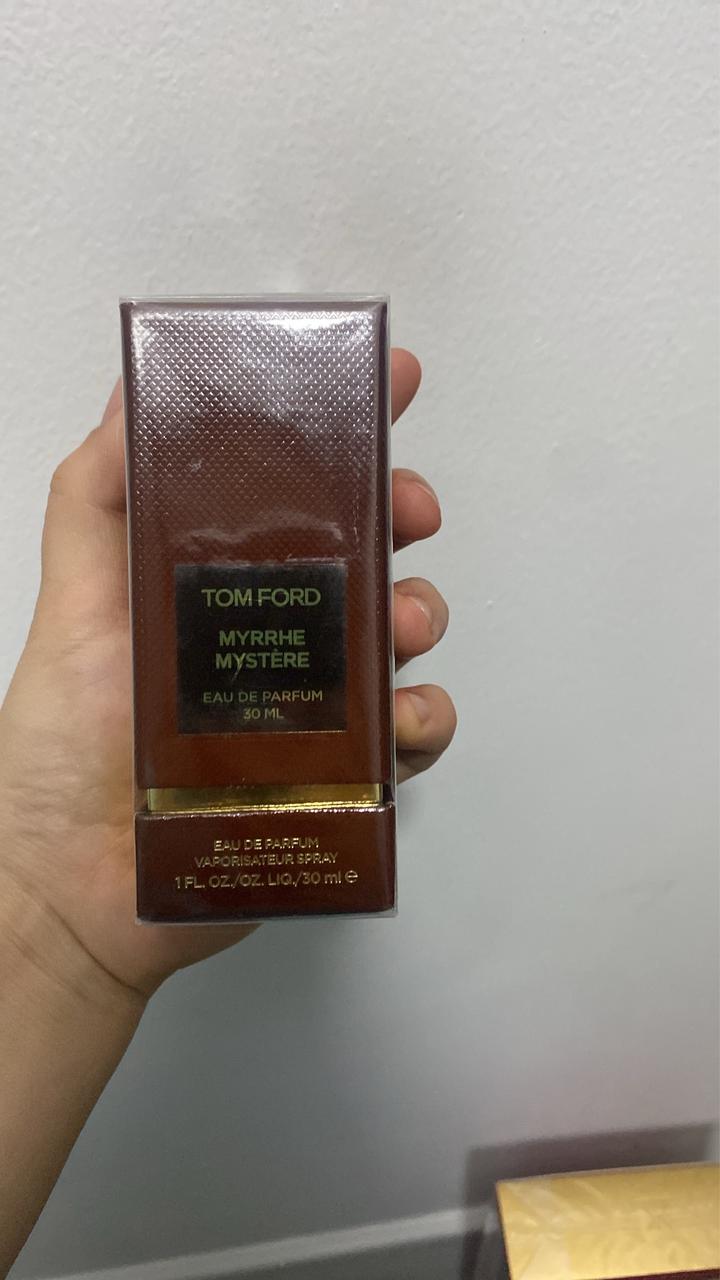 TOM FORD
MYRRHE
MYSTÈRE
EAU DE PARFUM
30 ML
EAU DE PARFUM
VAPORISATEUR SPRAY
1 FL. OZ./OZ. LIQ./30 ml ℮